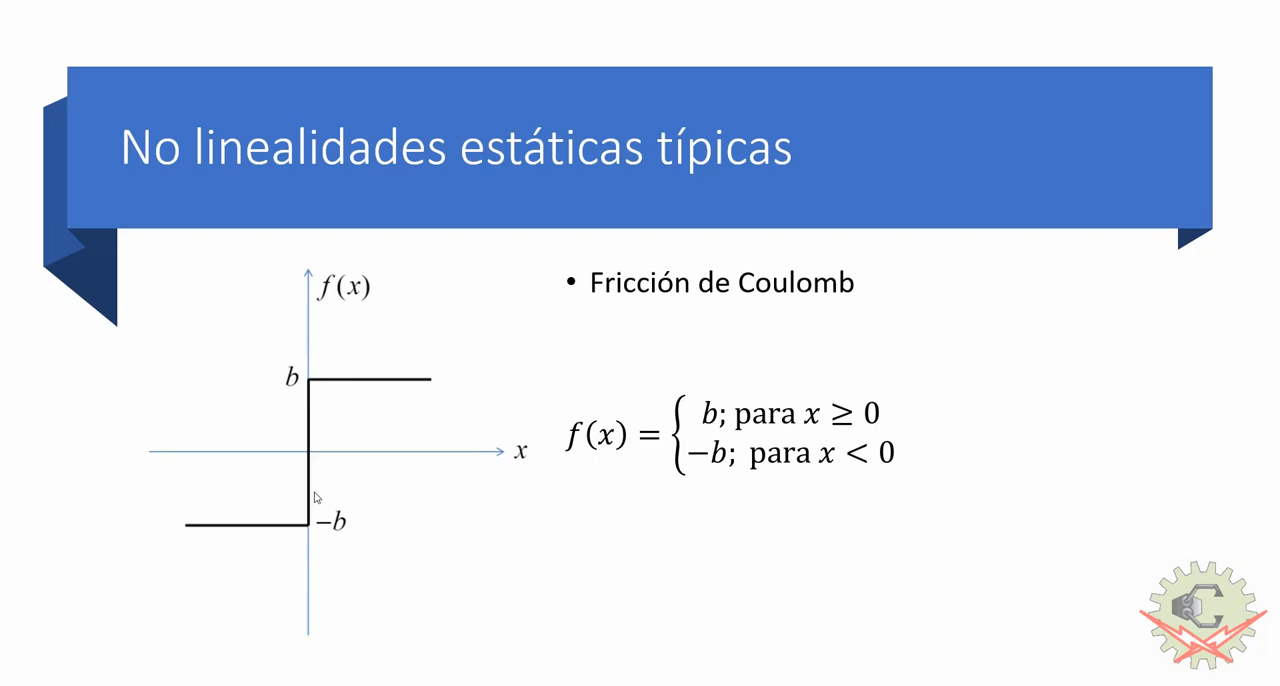 No linealidades estáticas típicas
f(x)
b
x
−b
• Fricción de Coulomb
f(x) = { b; para x ≥ 0
−b; para x < 0
C